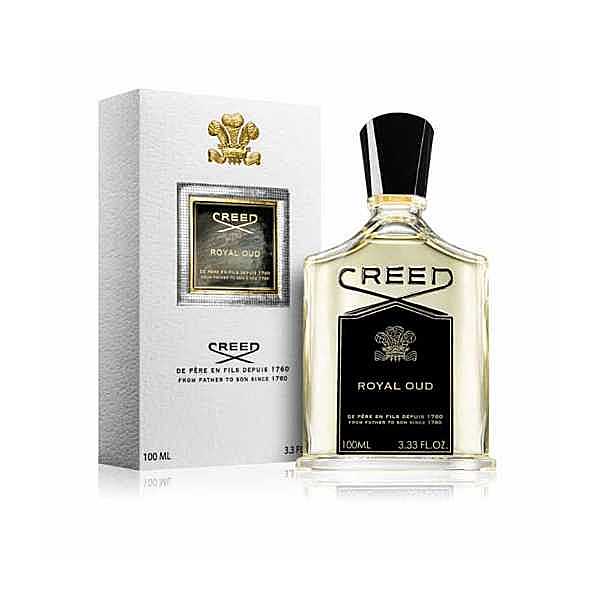 CREED
ROYAL OUD
DE PÈRE EN FILS DEPUIS 1760
FROM FATHER TO SON SINCE 1760
CREED
DE PÈRE EN FILS DEPUIS 1760
FROM FATHER TO SON SINCE 1760
100 ML
3.3 F
CREED
ROYAL OUD
DE PÈRE EN FILS DEPUIS 1760
FROM FATHER TO SON SINCE 1760
100ML 3.33 FL.OZ.